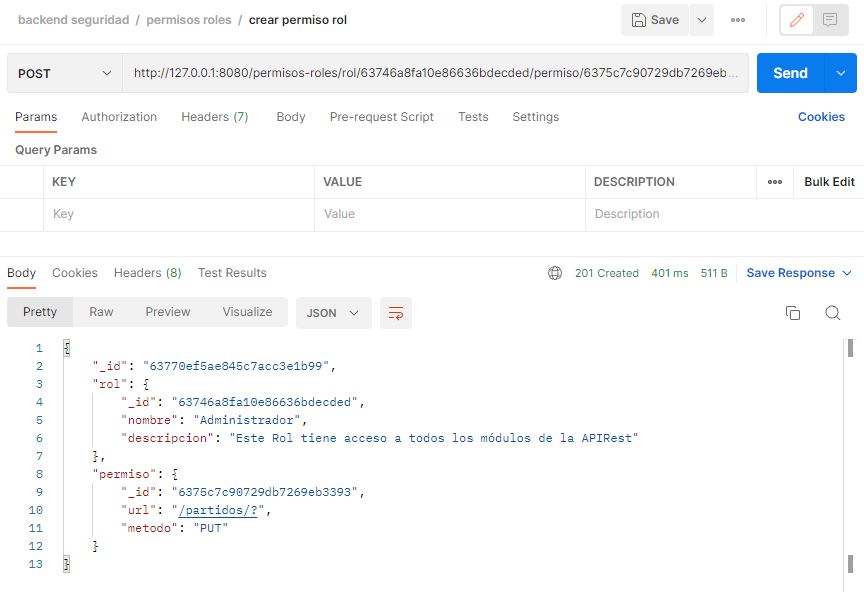 backend seguridad / permisos roles / crear permiso rol
Save
POST
http://127.0.0.1:8080/permisos-roles/rol/63746a8fa10e86636bdecded/permiso/6375c7c90729db7269eb...
Send
Params Authorization Headers (7) Body Pre-request Script Tests Settings
Cookies
Query Params
KEY VALUE DESCRIPTION Bulk Edit
Key Value Description
Body Cookies Headers (8) Test Results
201 Created 401 ms 511 B Save Response
Pretty Raw Preview Visualize JSON
1 {
2 "_id": "63770ef5ae845c7acc3e1b99",
3 "rol": {
4 "_id": "63746a8fa10e86636bdecded",
5 "nombre": "Administrador",
6 "descripcion": "Este Rol tiene acceso a todos los módulos de la APIRest"
7 },
8 "permiso": {
9 "_id": "6375c7c90729db7269eb3393",
10 "url": "/partidos/?",
11 "metodo": "PUT"
12 }
13 }